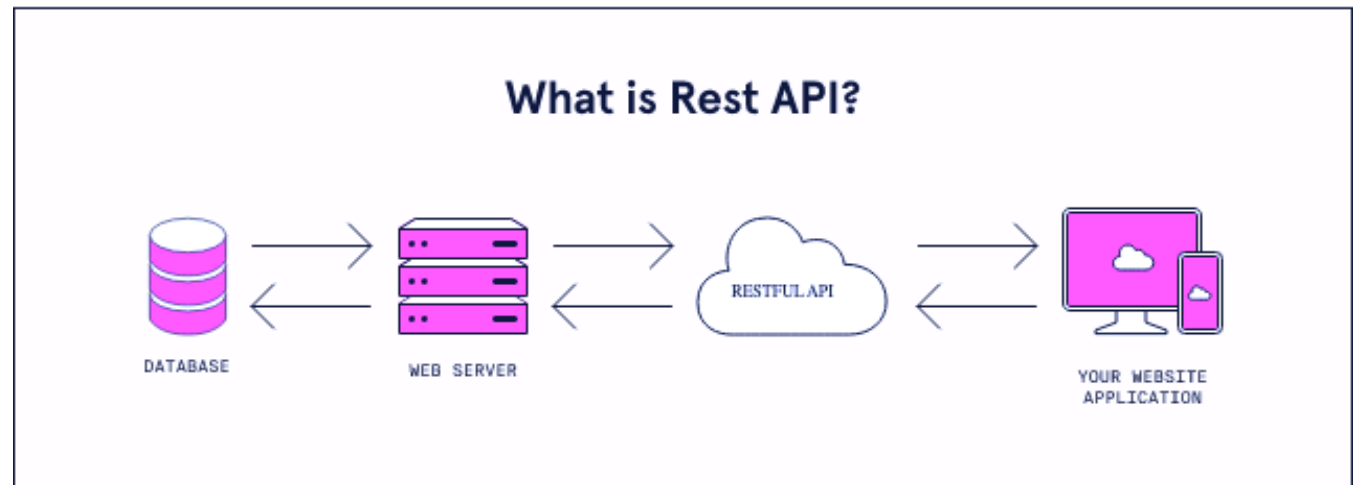 What is Rest API?
RESTFUL API
DATABASE
WEB SERVER
YOUR WEBSITE
APPLICATION